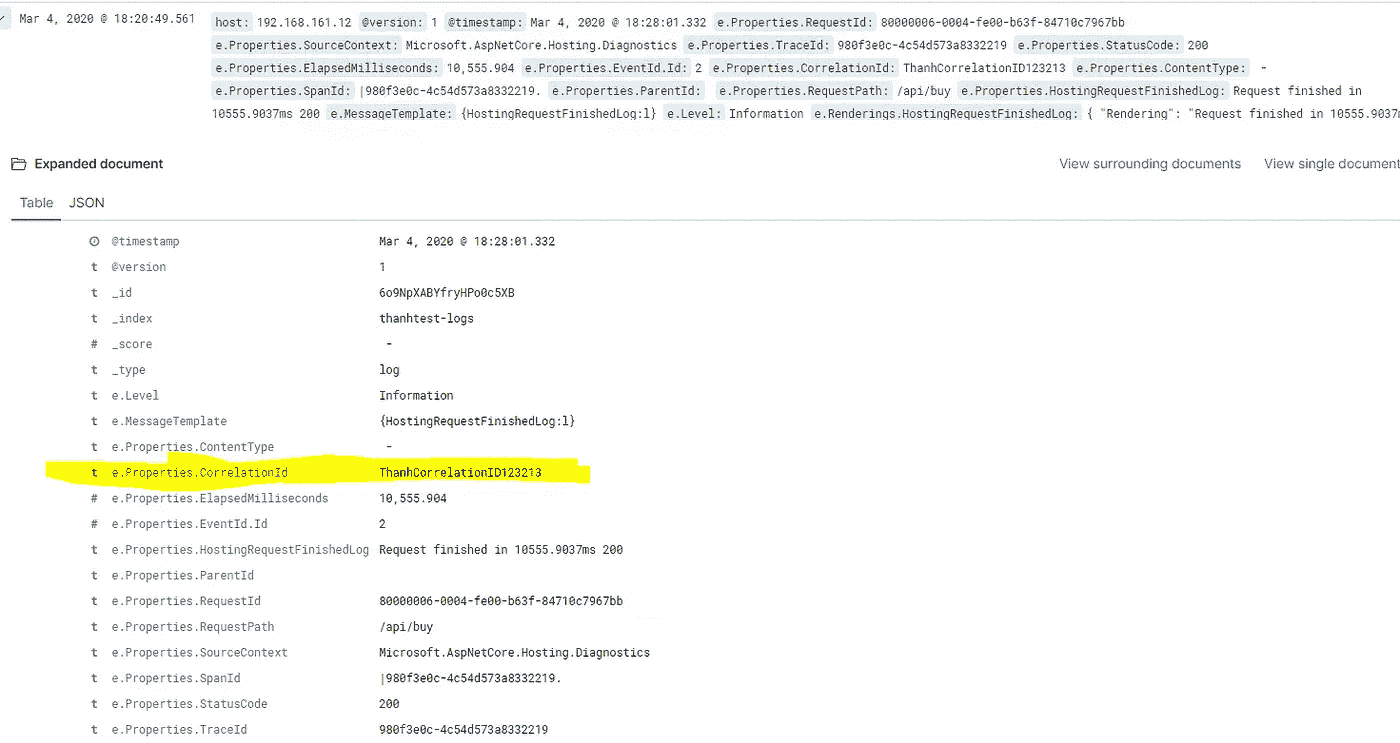 Mar 4, 2020 @ 18:20:49.561 host: 192.168.161.12 @version: 1 @timestamp: Mar 4, 2020 @ 18:28:01.332 e.Properties.RequestId: 80000006-0004-fe00-b63f-84710c7967bb
e.Properties.SourceContext: Microsoft.AspNetCore.Hosting.Diagnostics e.Properties.TraceId: 980f3e0c-4c54d573a8332219 e.Properties.StatusCode: 200
e.Properties.ElapsedMilliseconds: 10,555.904 e.Properties.EventId.Id: 2 e.Properties.CorrelationId: ThanhCorrelationID123213 e.Properties.ContentType: -
e.Properties.SpanId: |980f3e0c-4c54d573a8332219. e.Properties.ParentId: e.Properties.RequestPath: /api/buy e.Properties.HostingRequestFinishedLog: Request finished in
10555.9037ms 200 e.MessageTemplate: {HostingRequestFinishedLog:l} e.Level: Information e.Renderings.HostingRequestFinishedLog: { "Rendering": "Request finished in 10555.9037m
Expanded document View surrounding documents View single document
Table JSON
@timestamp Mar 4, 2020 @ 18:28:01.332
t @version 1
t _id 6o9NpXABYfryHPo0c5XB
t _index thanhtest-logs
# _score -
t _type log
t e.Level Information
t e.MessageTemplate {HostingRequestFinishedLog:l}
t e.Properties.ContentType -
t e.Properties.CorrelationId ThanhCorrelationID123213
# e.Properties.ElapsedMilliseconds 10,555.904
# e.Properties.EventId.Id 2
t e.Properties.HostingRequestFinishedLog Request finished in 10555.9037ms 200
t e.Properties.ParentId
t e.Properties.RequestId 80000006-0004-fe00-b63f-84710c7967bb
t e.Properties.RequestPath /api/buy
t e.Properties.SourceContext Microsoft.AspNetCore.Hosting.Diagnostics
t e.Properties.SpanId |980f3e0c-4c54d573a8332219.
t e.Properties.StatusCode 200
t e.Properties.TraceId 980f3e0c-4c54d573a8332219